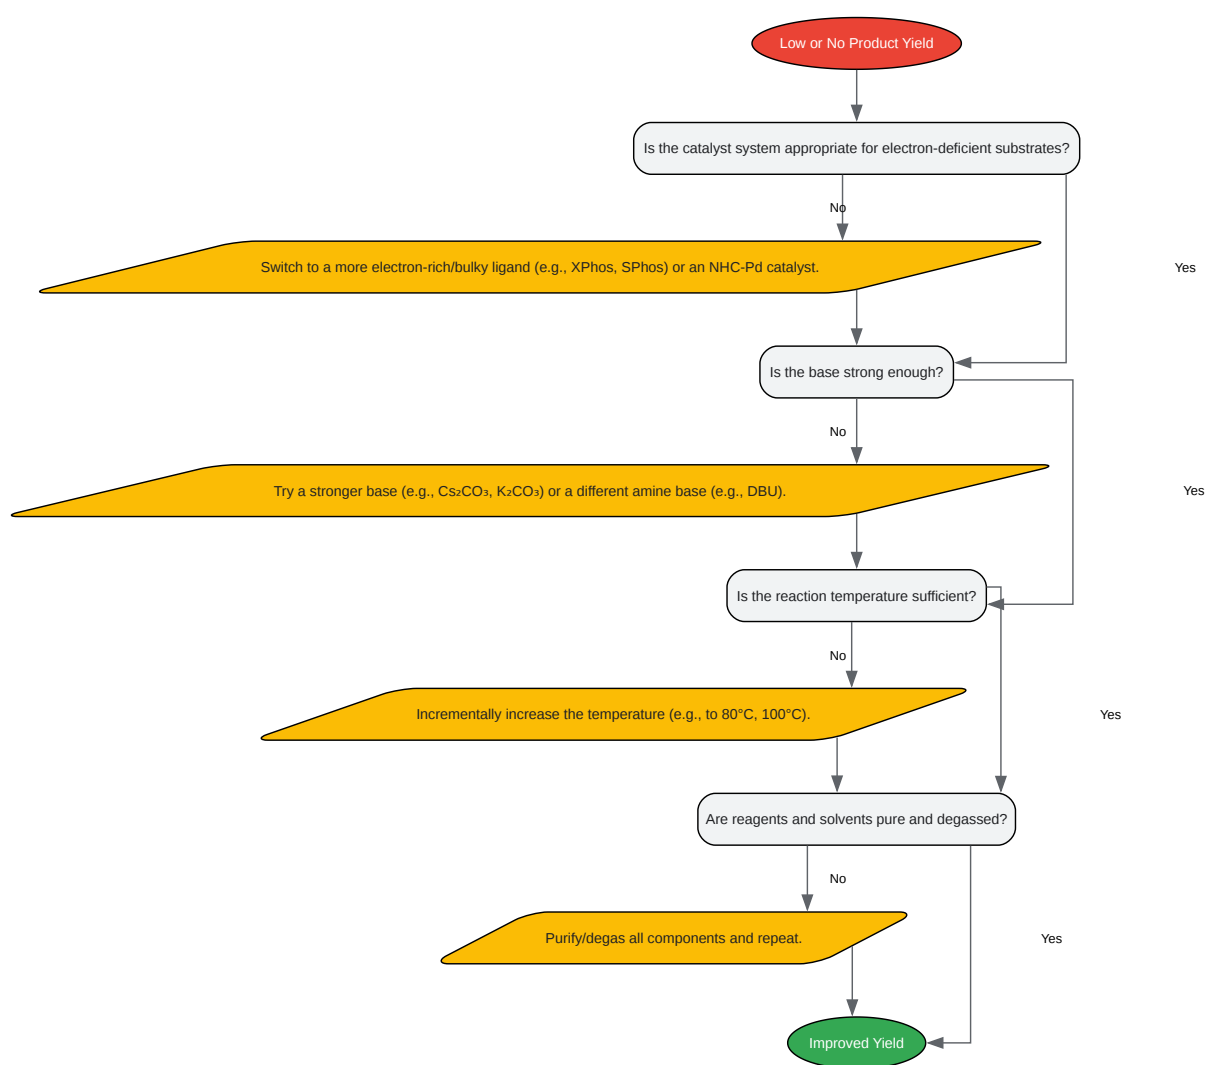 Low or No Product Yield
Is the catalyst system appropriate for electron-deficient substrates?
No
Switch to a more electron-rich/bulky ligand (e.g., XPhos, SPhos) or an NHC-Pd catalyst.
Yes
Is the base strong enough?
No
Try a stronger base (e.g., Cs₂CO₃, K₂CO₃) or a different amine base (e.g., DBU).
Yes
Is the reaction temperature sufficient?
No
Incrementally increase the temperature (e.g., to 80°C, 100°C).
Yes
Are reagents and solvents pure and degassed?
No
Purify/degas all components and repeat.
Yes
Improved Yield